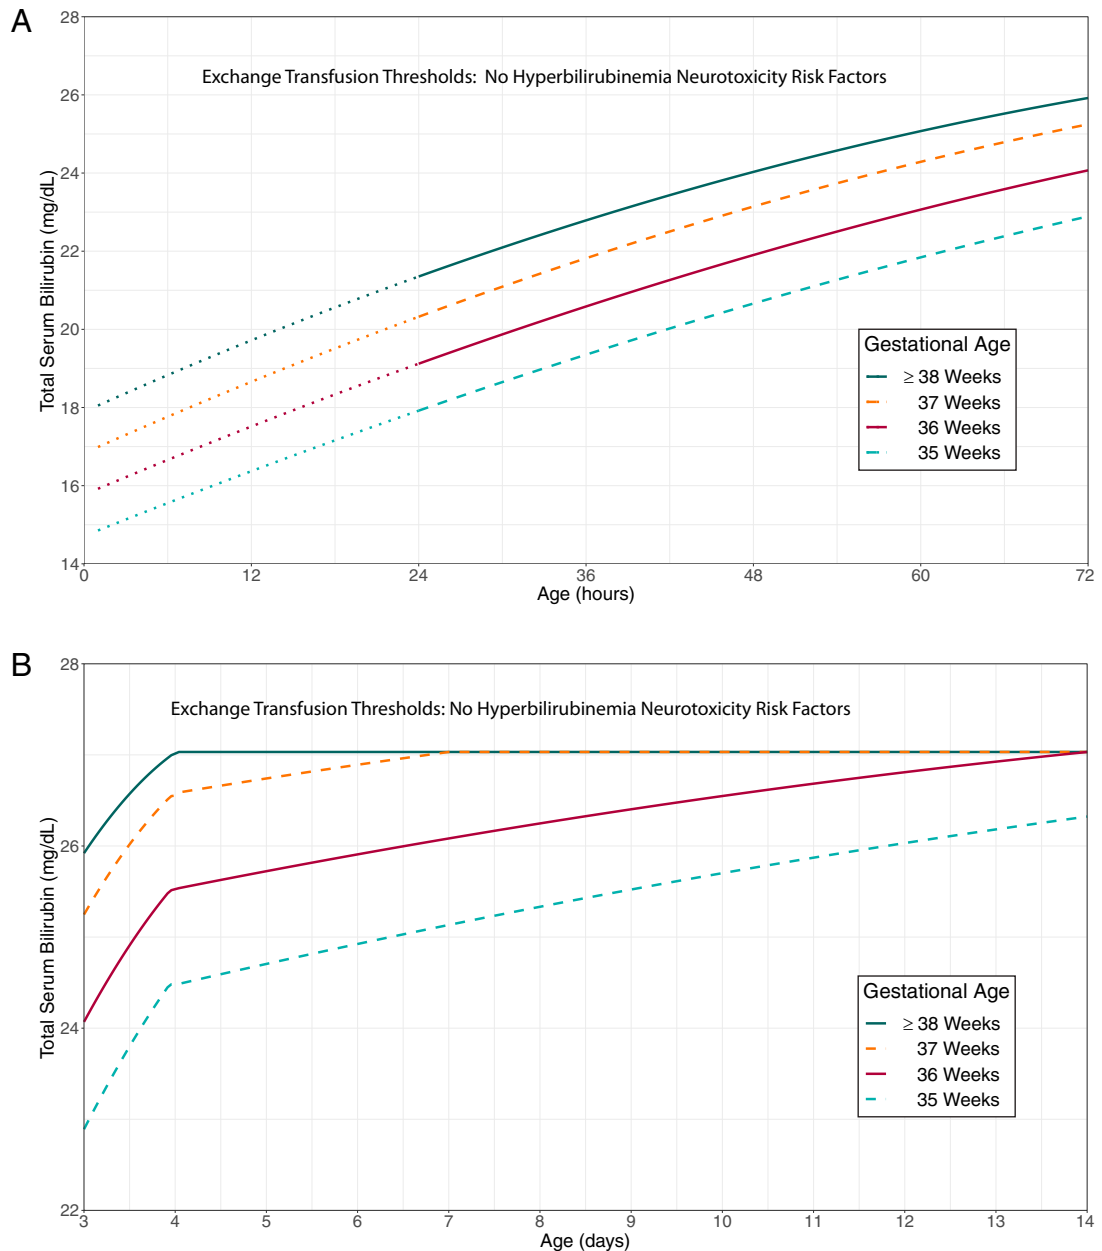 A
Exchange Transfusion Thresholds: No Hyperbilirubinemia Neurotoxicity Risk Factors
Total Serum Bilirubin (mg/dL)
28
26
24
22
20
18
16
14
Gestational Age
≥ 38 Weeks
37 Weeks
36 Weeks
35 Weeks
0 12 24 36 48 60 72
Age (hours)
B
Exchange Transfusion Thresholds: No Hyperbilirubinemia Neurotoxicity Risk Factors
Total Serum Bilirubin (mg/dL)
28
26
24
22
Gestational Age
≥ 38 Weeks
37 Weeks
36 Weeks
35 Weeks
3 4 5 6 7 8 9 10 11 12 13 14
Age (days)